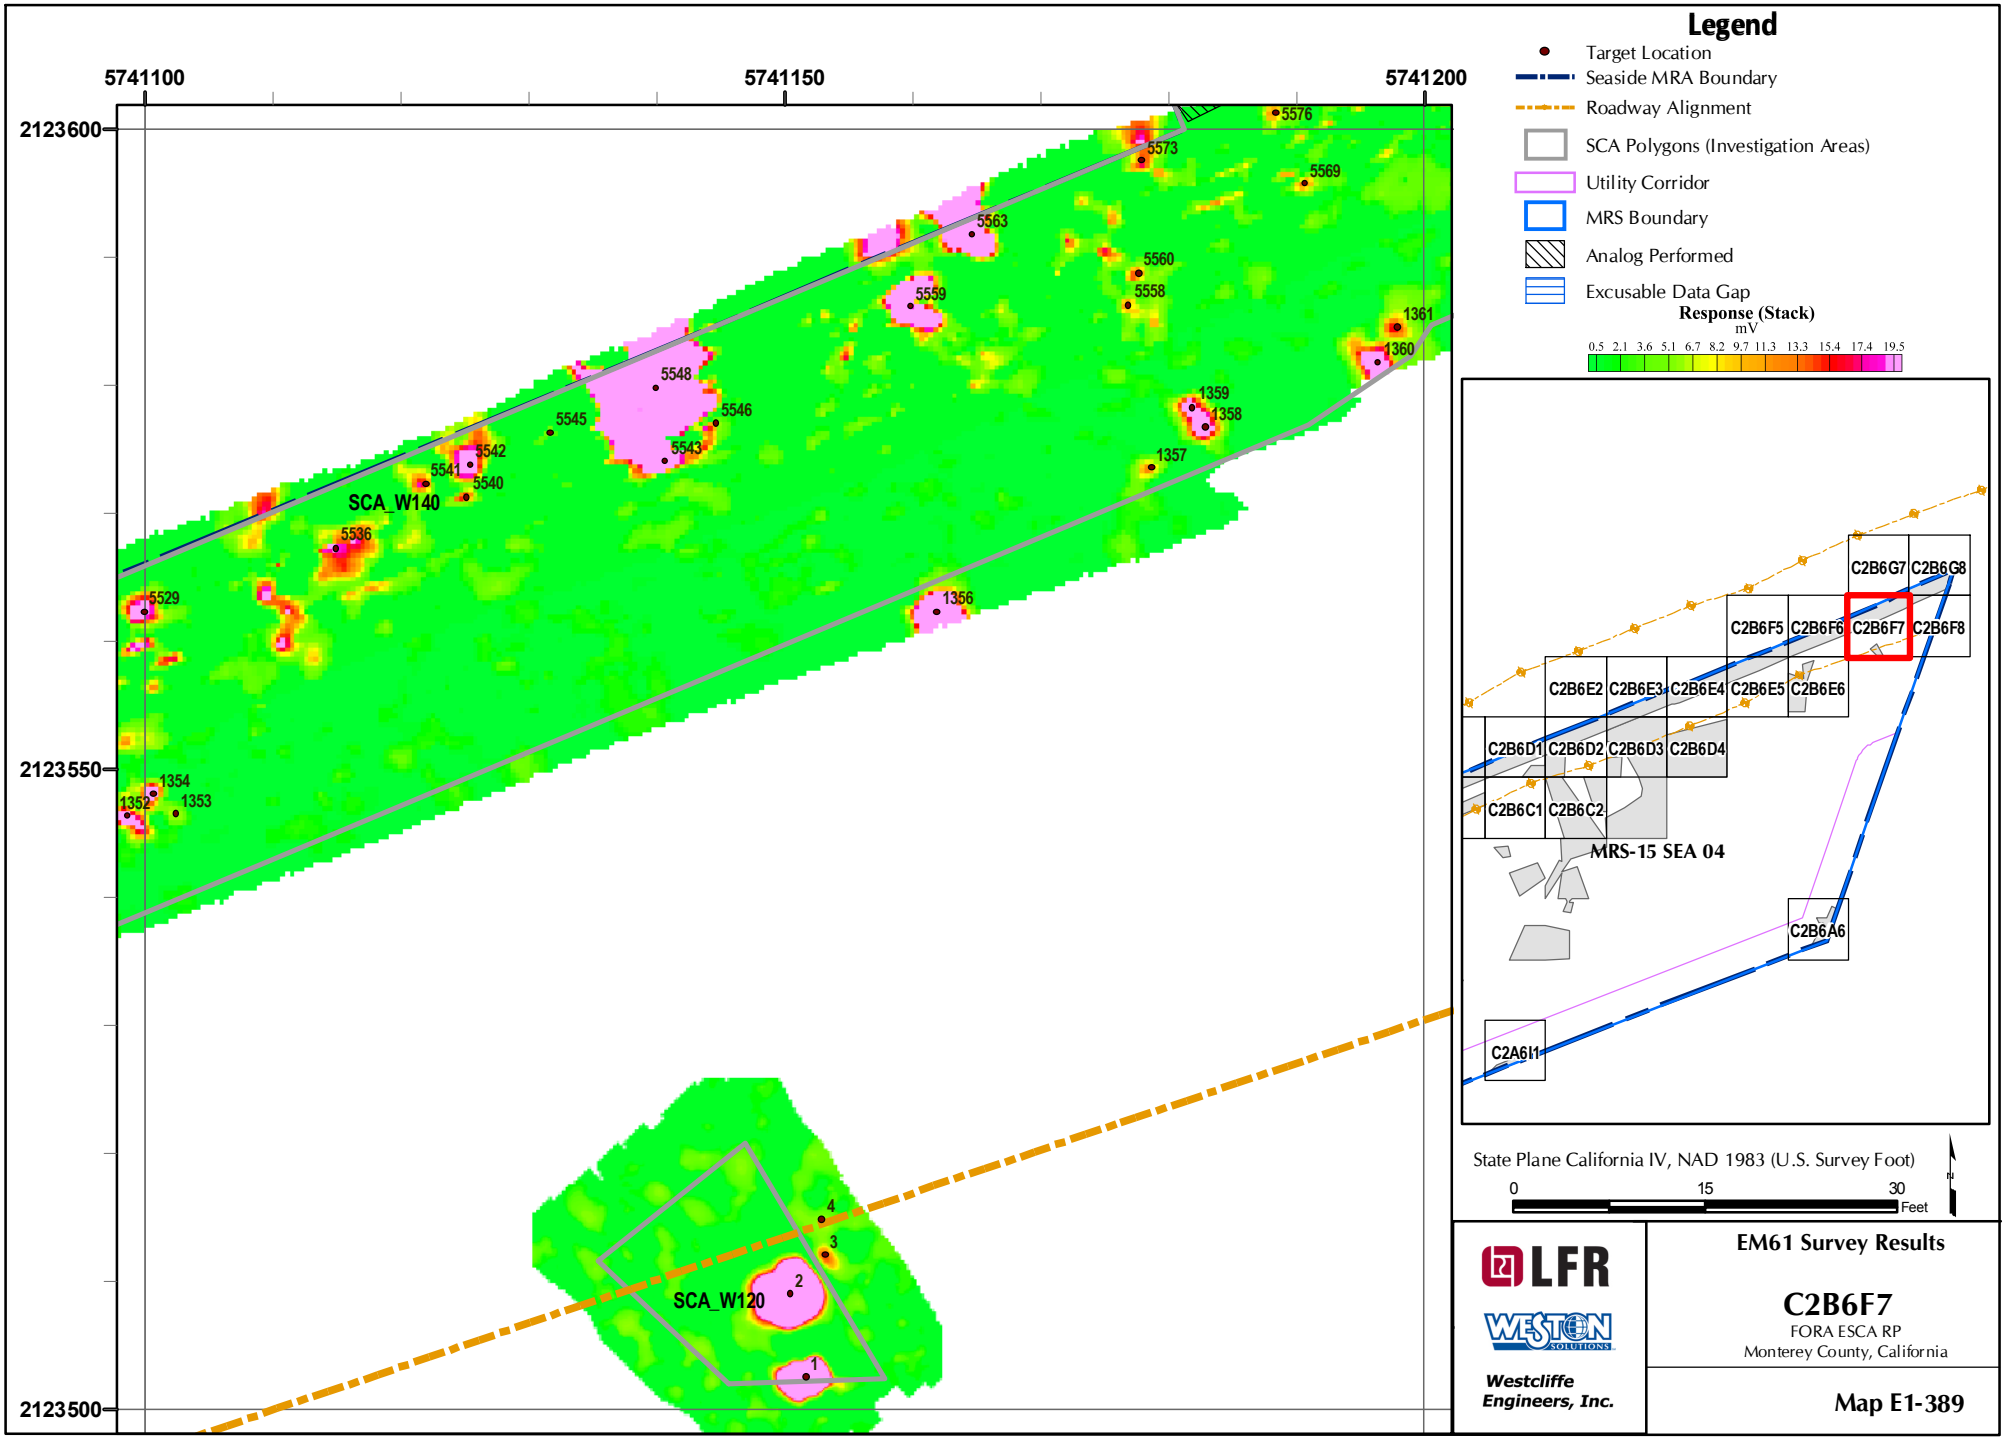 Legend
Target Location
Seaside MRA Boundary
Roadway Alignment
SCA Polygons (Investigation Areas)
Utility Corridor
MRS Boundary
Analog Performed
Excusable Data Gap
Response (Stack)
mV
0.5 2.1 3.6 5.1 6.7 8.2 9.7 11.3 13.3 15.4 17.4 19.5
5741100 5741150 5741200
2123600
2123550
2123500
5576
5573
5569
5563
5560
5559
5558
1361
1360
5548
1359
5546
1358
5545
5543
5542
1357
5541
5540
SCA_W140
5536
5529
1356
1354
1352
1353
4
3
2
SCA_W120
1
C2B6G7 C2B6G8
C2B6F5 C2B6F6 C2B6F7 C2B6F8
C2B6E2 C2B6E3 C2B6E4 C2B6E5 C2B6E6
C2B6D1 C2B6D2 C2B6D3 C2B6D4
C2B6C1 C2B6C2
MRS-15 SEA 04
C2B6A6
C2A6I1
State Plane California IV, NAD 1983 (U.S. Survey Foot)
N
0 15 30
Feet
LFR
WESTON
SOLUTIONS
Westcliffe
Engineers, Inc.
EM61 Survey Results
C2B6F7
FORA ESCA RP
Monterey County, California
Map E1-389